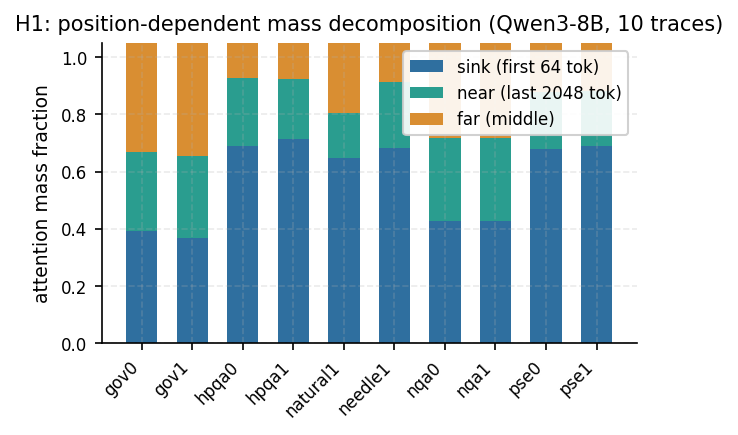 H1: position-dependent mass decomposition (Qwen3-8B, 10 traces)
attention mass fraction
1.0
0.8
0.6
0.4
0.2
0.0
sink (first 64 tok)
near (last 2048 tok)
far (middle)
gov0
gov1
hpqa0
hpqa1
natural1
needle1
nqa0
nqa1
pse0
pse1